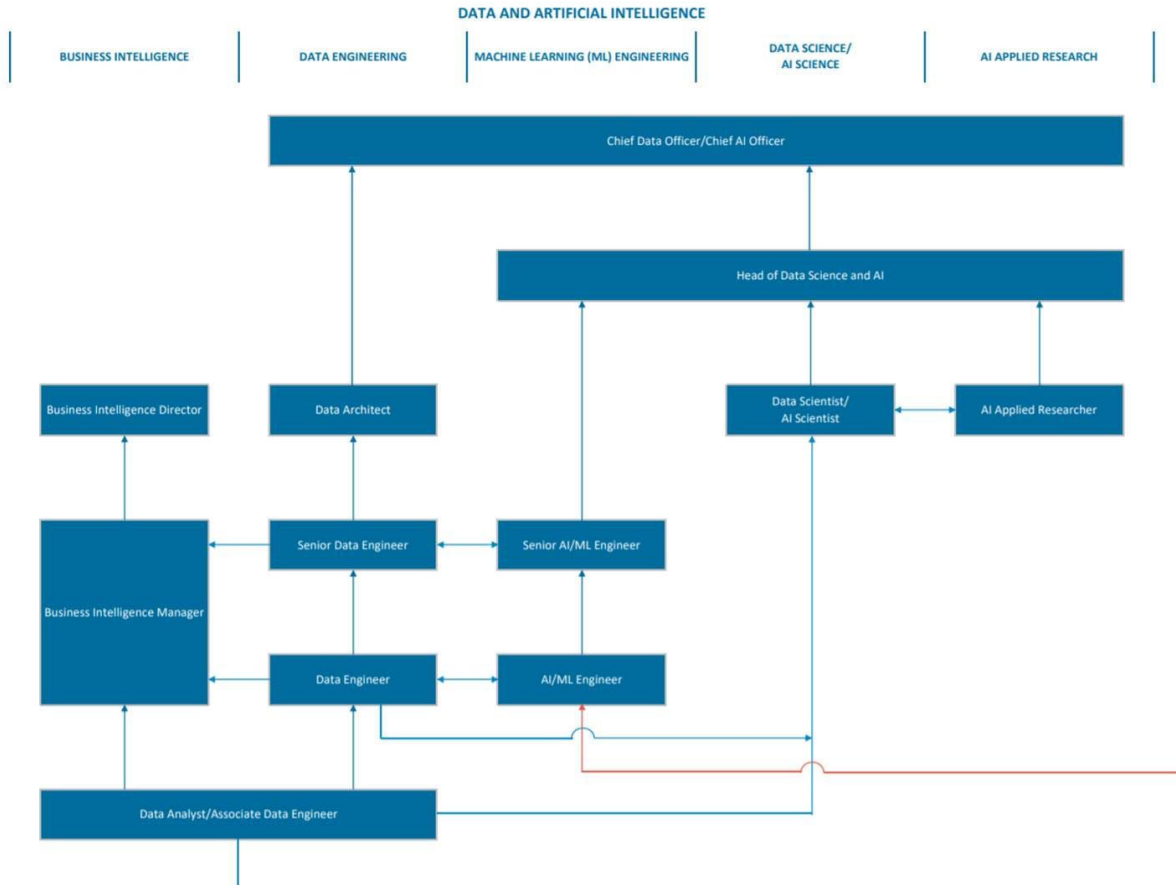 DATA AND ARTIFICIAL INTELLIGENCE
BUSINESS INTELLIGENCE
DATA ENGINEERING
MACHINE LEARNING (ML) ENGINEERING
DATA SCIENCE/
AI SCIENCE
AI APPLIED RESEARCH
Chief Data Officer/Chief AI Officer
Head of Data Science and AI
Business Intelligence Director
Data Architect
Data Scientist/
AI Scientist
AI Applied Researcher
Senior Data Engineer
Senior AI/ML Engineer
Business Intelligence Manager
Data Engineer
AI/ML Engineer
Data Analyst/Associate Data Engineer